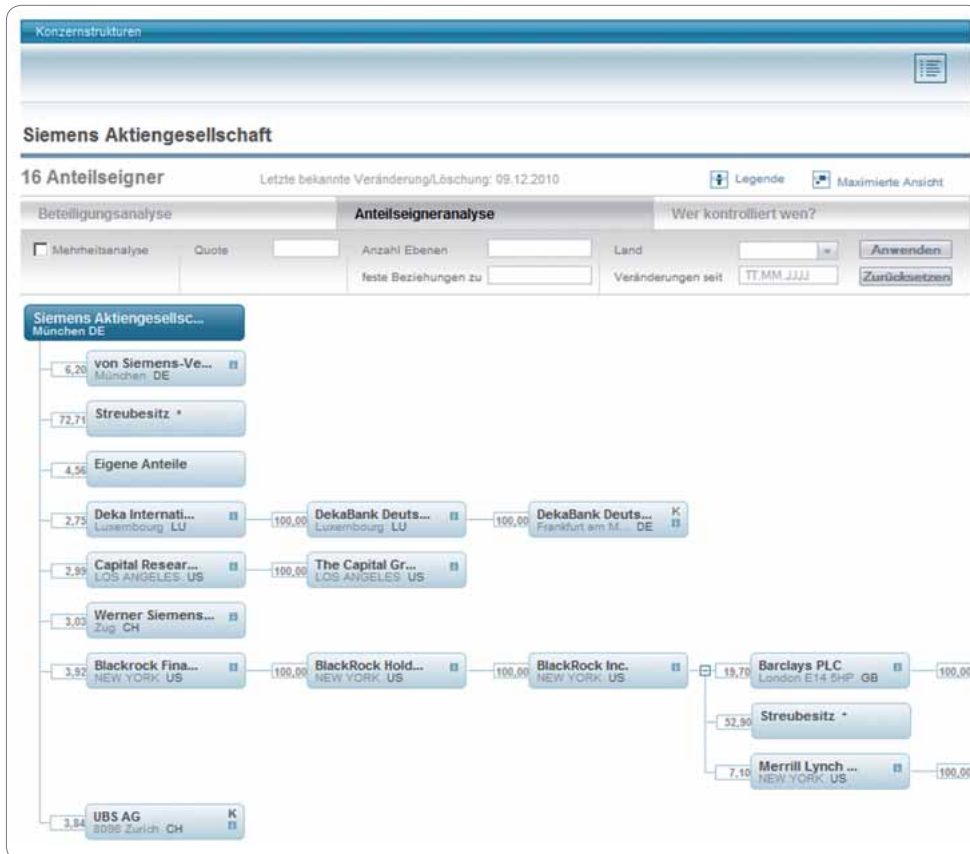 Konzernstrukturen
Siemens Aktiengesellschaft
16 Anteilseigner Letzte bekannte Veränderung/Löschung: 09.12.2010 Legende Maximierte Ansicht
Beteiligungsanalyse Anteilseigneranalyse Wer kontrolliert wen?
Mehrheitsanalyse Quote Anzahl Ebenen Land Anwenden
feste Beziehungen zu Veränderungen seit TT.MM.JJJJ Zurücksetzen
Siemens Aktiengesellsc...
München DE
6,20 von Siemens-Ve...
München DE
72,71 Streubesitz *
4,56 Eigene Anteile
2,75 Deka Internati... 100,00 DekaBank Deuts... 100,00 DekaBank Deuts... K
Luxembourg LU Luxembourg LU Frankfurt am M... DE
2,99 Capital Resear... 100,00 The Capital Gr...
LOS ANGELES US LOS ANGELES US
3,03 Werner Siemens...
Zug CH
3,92 Blackrock Fina... 100,00 BlackRock Hold... 100,00 BlackRock Inc. 19,70 Barclays PLC 100,00
NEW YORK US NEW YORK US NEW YORK US London E14 5HP GB
52,90 Streubesitz *
7,10 Merrill Lynch ... 100,00
NEW YORK US
3,84 UBS AG K
8098 Zurich CH